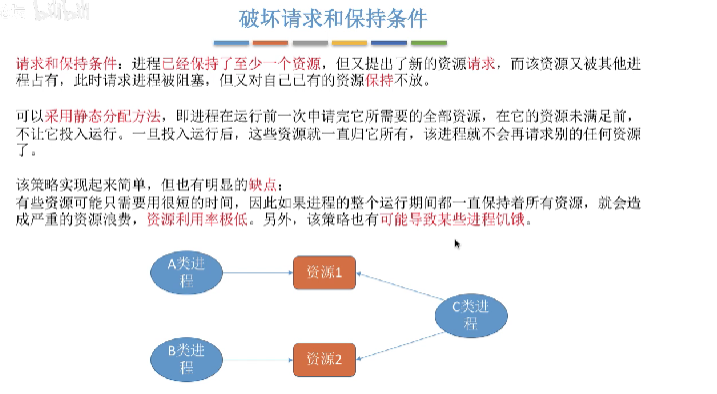 破坏请求和保持条件
请求和保持条件：进程已经保持了至少一个资源，但又提出了新的资源请求，而该资源又被其他进
程占有，此时请求进程被阻塞，但又对自己已有的资源保持不放。
可以采用静态分配方法，即进程在运行前一次申请完它所需要的全部资源，在它的资源未满足前，
不让它投入运行。一旦投入运行后，这些资源就一直归它所有，该进程就不会再请求别的任何资源
了。
该策略实现起来简单，但也有明显的缺点：
有些资源可能只需要用很短的时间，因此如果进程的整个运行期间都一直保持着所有资源，就会造
成严重的资源浪费，资源利用率极低。另外，该策略也有可能导致某些进程饥饿。
A类进
程
资源1
C类进
程
B类进
程
资源2